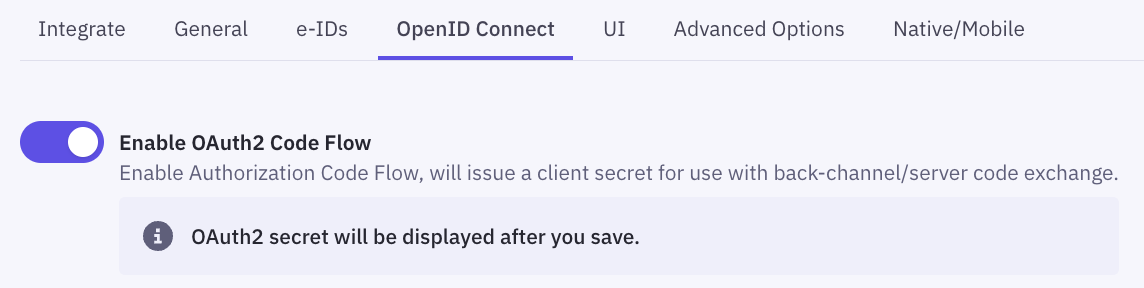 Integrate General e-IDs OpenID Connect UI Advanced Options Native/Mobile
Enable OAuth2 Code Flow
Enable Authorization Code Flow, will issue a client secret for use with back-channel/server code exchange.
OAuth2 secret will be displayed after you save.